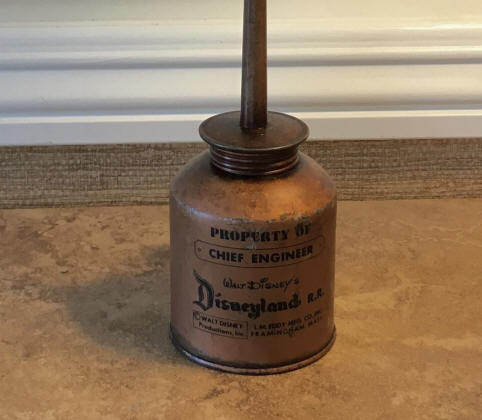 PROPERTY OF
CHIEF ENGINEER
Walt Disney's
Disneyland R.R.
© WALT DISNEY L.M. EDDY MFG. CO. INC.
Productions, Inc. FRAMINGHAM MASS.